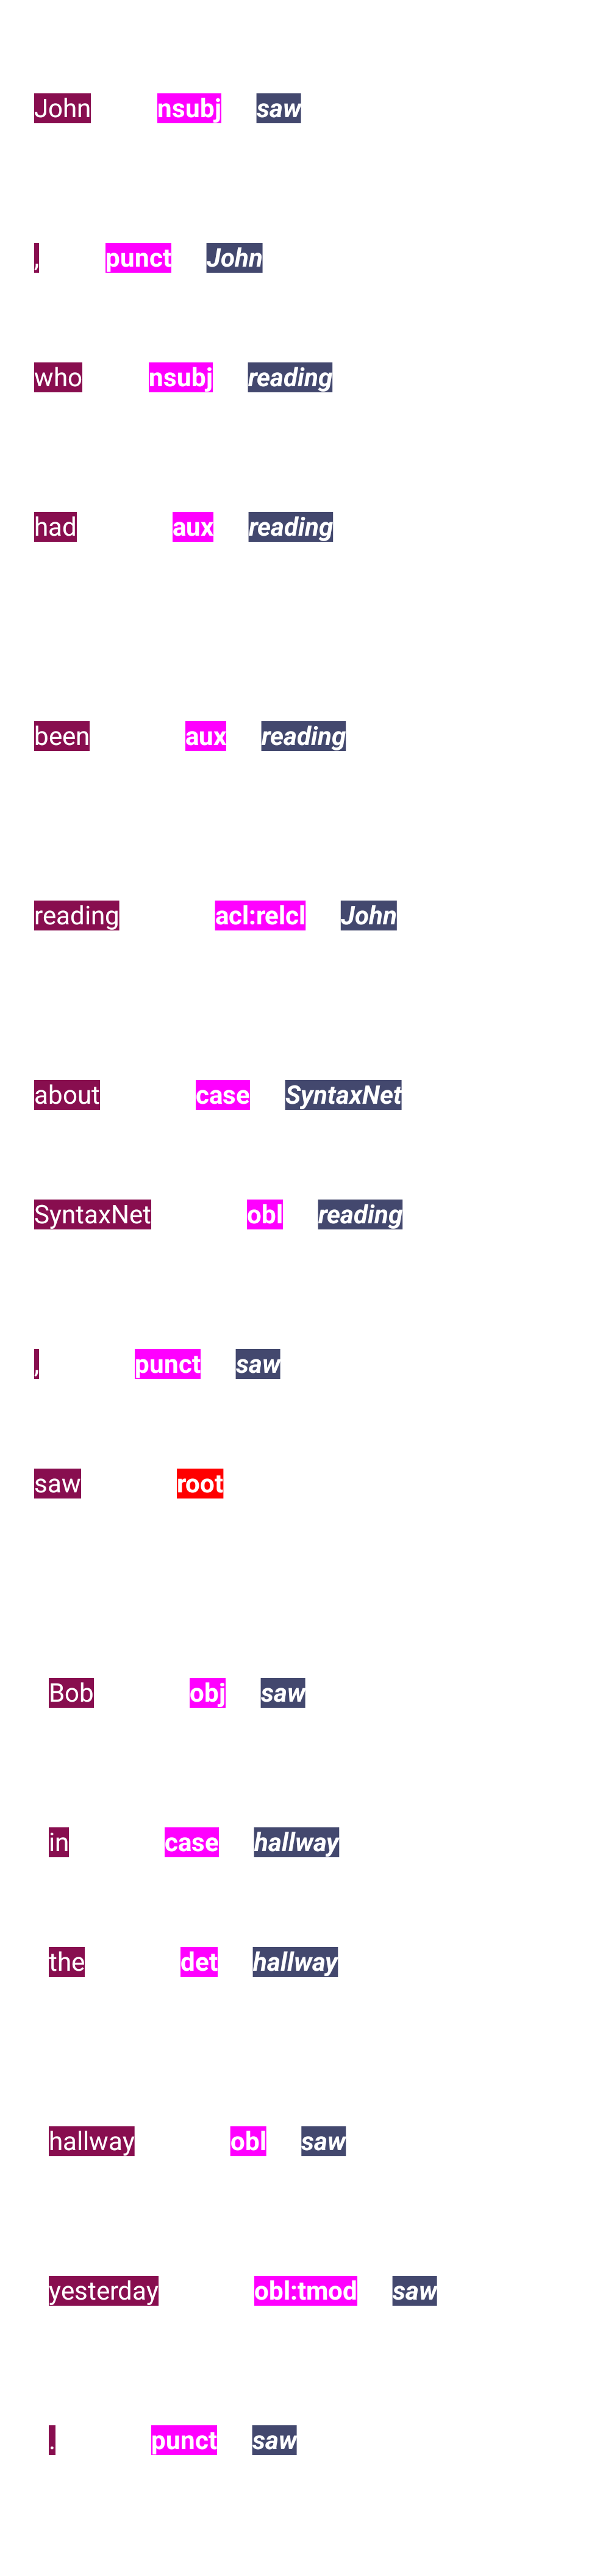 John nsubj saw
, punct John
who nsubj reading
had aux reading
been aux reading
reading acl:relcl John
about case SyntaxNet
SyntaxNet obl reading
, punct saw
saw root
Bob obj saw
in case hallway
the det hallway
hallway obl saw
yesterday obl:tmod saw
. punct saw